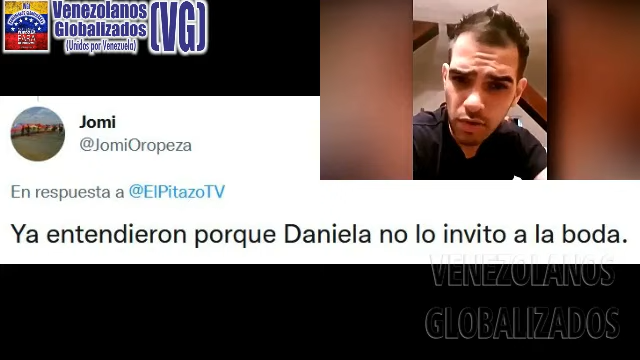 Venezolanos
Globalizados
(Unidos por Venezuela)
(VG)
Jomi
@JomiOropeza
En respuesta a @ElPitazoTV
Ya entendieron porque Daniela no lo invito a la boda.
VENEZOLANOS
GLOBALIZADOS